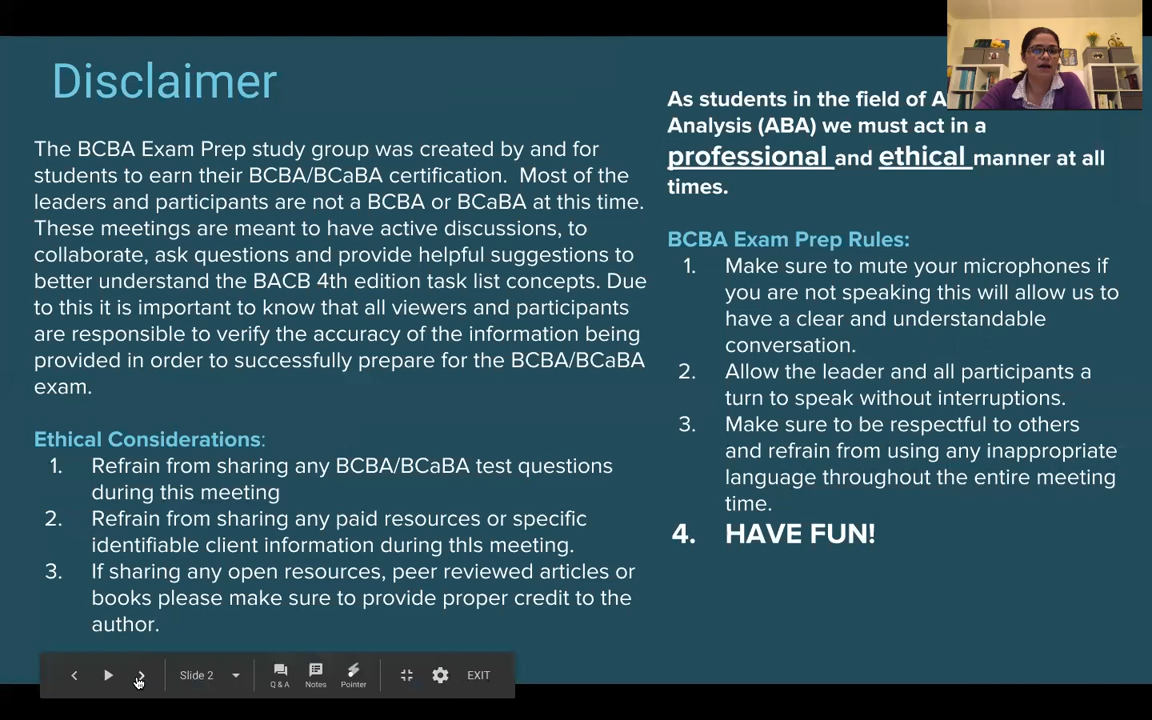 Disclaimer
The BCBA Exam Prep study group was created by and for
students to earn their BCBA/BCaBA certification.  Most of the
leaders and participants are not a BCBA or BCaBA at this time.
These meetings are meant to have active discussions, to
collaborate, ask questions and provide helpful suggestions to
better understand the BACB 4th edition task list concepts. Due
to this it is important to know that all viewers and participants
are responsible to verify the accuracy of the information being
provided in order to successfully prepare for the BCBA/BCaBA
exam.
Ethical Considerations:
1. Refrain from sharing any BCBA/BCaBA test questions
during this meeting
2. Refrain from sharing any paid resources or specific
identifiable client information during this meeting.
3. If sharing any open resources, peer reviewed articles or
books please make sure to provide proper credit to the
author.
As students in the field of A
Analysis (ABA) we must act in a
professional and ethical manner at all
times.
BCBA Exam Prep Rules:
1. Make sure to mute your microphones if
you are not speaking this will allow us to
have a clear and understandable
conversation.
2. Allow the leader and all participants a
turn to speak without interruptions.
3. Make sure to be respectful to others
and refrain from using any inappropriate
language throughout the entire meeting
time.
4. HAVE FUN!
Slide 2
Q & A
Notes
Pointer
EXIT